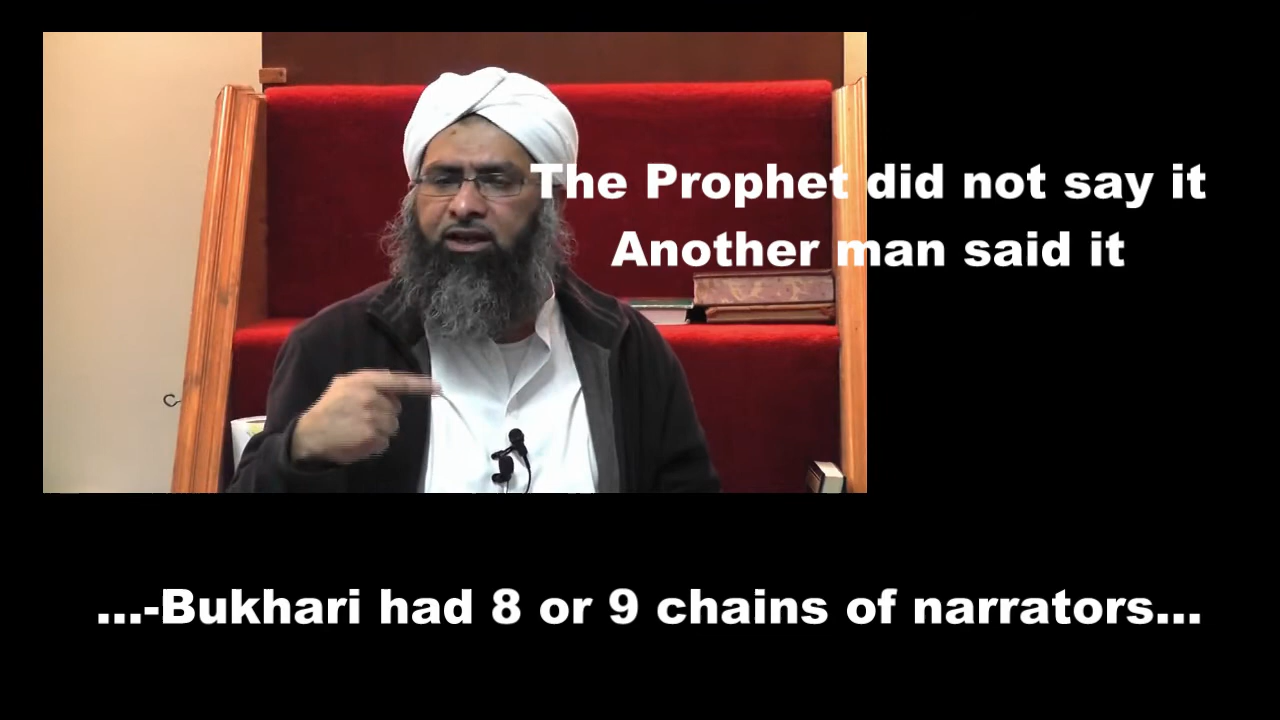 The Prophet did not say it
Another man said it
...-Bukhari had 8 or 9 chains of narrators...